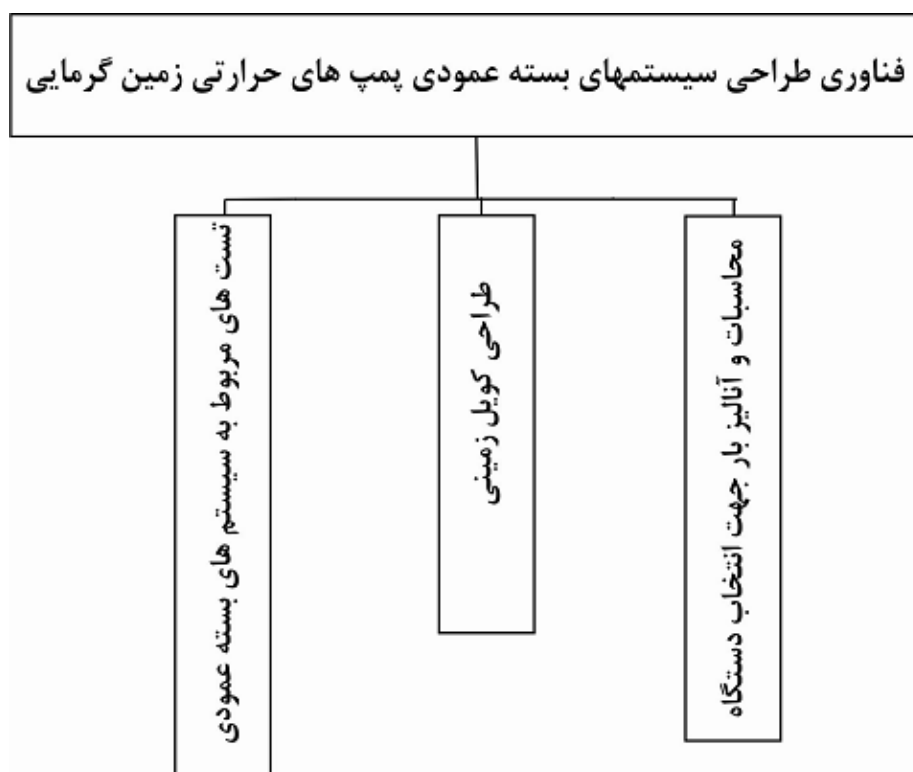 فناوری طراحی سیستمهای بسته عمودی پمپ های حرارتی زمین گرمایی
محاسبات و آنالیز بار جهت انتخاب دستگاه
طراحی کویل زمینی
تست های مربوط به سیستم های بسته عمودی